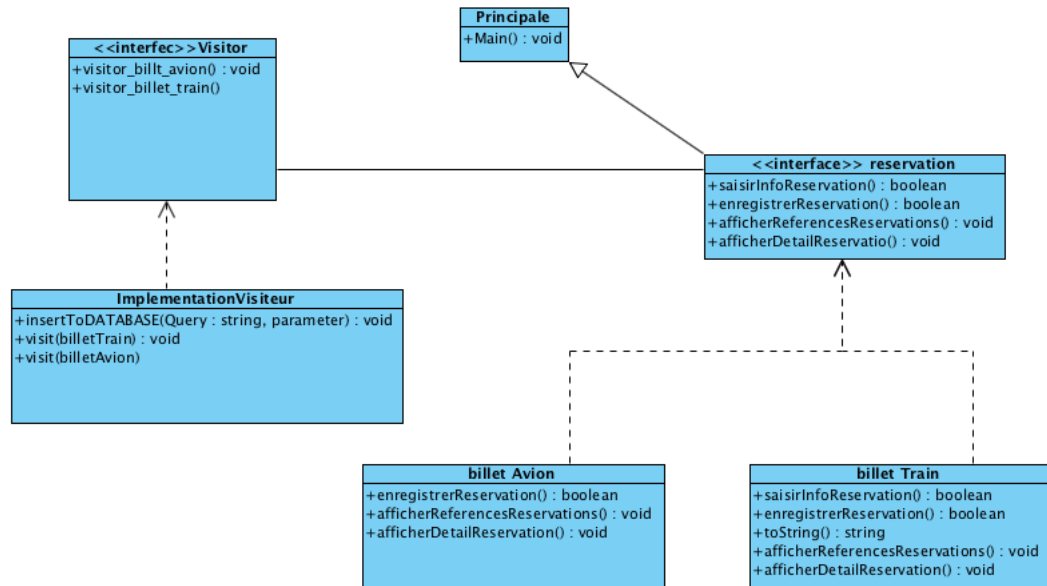 Principale
+Main() : void
<<interfec>>Visitor
+visitor_billt_avion() : void
+visitor_billet_train()
<<interface>> reservation
+saisirInfoReservation() : boolean
+enregistrerReservation() : boolean
+afficherReferencesReservations() : void
+afficherDetailReservatio() : void
ImplementationVisiteur
+insertToDATABASE(Query : string, parameter) : void
+visit(billetTrain) : void
+visit(billetAvion)
billet Avion
+enregistrerReservation() : boolean
+afficherReferencesReservations() : void
+afficherDetailReservation() : void
billet Train
+saisirInfoReservation() : boolean
+enregistrerReservation() : boolean
+toString() : string
+afficherReferencesReservations() : void
+afficherDetailReservation() : void